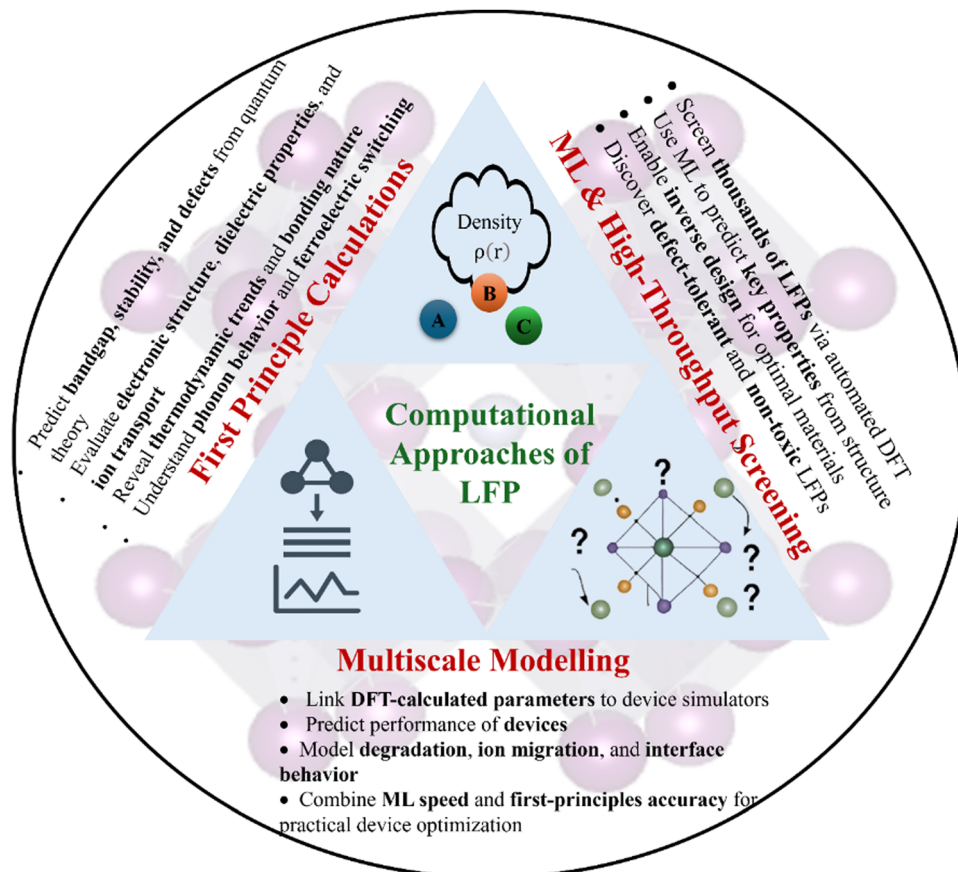 Predict bandgap, stability, and defects from quantum
theory
Evaluate electronic structure, dielectric properties, and
ion transport
Reveal thermodynamic trends and bonding nature
Understand phonon behavior and ferroelectric switching
First Principle Calculations
• Screen thousands of LFPs via automated DFT
• Use ML to predict key properties from structure
• Enable inverse design for optimal materials
• Discover defect-tolerant and non-toxic LFPs
ML & High-Throughput Screening
Density
ρ(r)
B
A
C
Computational
Approaches of
LFP
?
?
?
?
Multiscale Modelling
• Link DFT-calculated parameters to device simulators
• Predict performance of devices
• Model degradation, ion migration, and interface
behavior
• Combine ML speed and first-principles accuracy for
practical device optimization